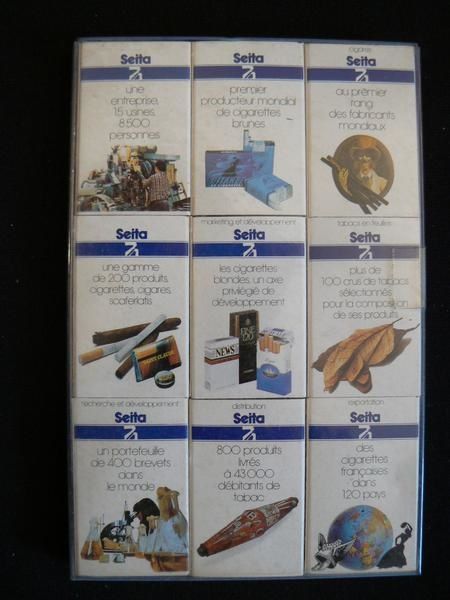 Seita
une
entreprise,
15 usines,
8.500
personnes
Seita
premier
producteur mondial
de cigarettes
brunes
cigares
Seita
au prémier
rang
des fabricants
mondiaux
Seita
une gamme
de 200 produits,
cigarettes, cigares,
scaferlatis
marketing et développement
Seita
les cigarettes
blondes, un axe
privilégié de
développement
NEWS
FINE
120
tabacs en feuilles
Seita
plus de
100 crus de tabacs
sélectionnés
pour la composition
de ses produits
recherche et développement
Seita
un portefeuille
de 400 brevets
dans
le monde
distribution
Seita
800 produits
livrés
à 43000
débitants de
tabac
exportation
Seita
des
cigarettes
françaises
dans
120 pays